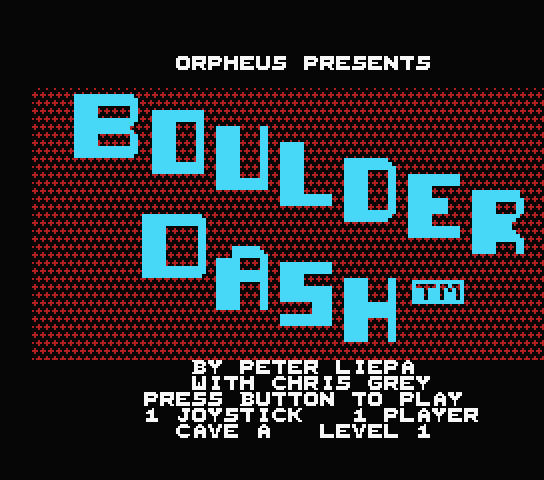 ORPHEUS PRESENTS
BOULDER
DASH TM
BY PETER LIEPA
WITH CHRIS GREY
PRESS BUTTON TO PLAY
1 JOYSTICK 1 PLAYER
CAVE A LEVEL 1